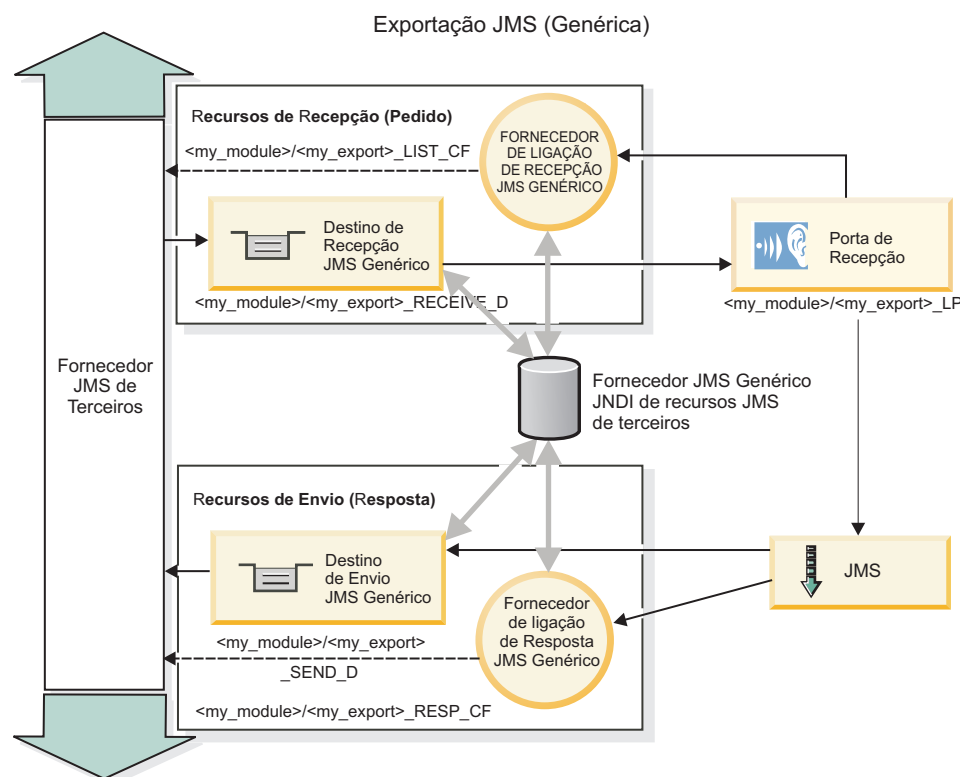 Exportação JMS (Genérica)
Recursos de Recepção (Pedido)
<my_module>/<my_export>_LIST_CF
FORNECEDOR
DE LIGAÇÃO
DE RECEPÇÃO
JMS GENÉRICO
Destino de
Recepção
JMS Genérico
<my_module>/<my_export>_RECEIVE_D
Porta de
Recepção
<my_module>/<my_export>_LP
Fornecedor
JMS de
Terceiros
Fornecedor JMS Genérico
JNDI de recursos JMS
de terceiros
Recursos de Envio (Resposta)
Destino
de Envio
JMS Genérico
<my_module>/<my_export>
_SEND_D
Fornecedor
de ligação
de Resposta
JMS Genérico
<my_module>/<my_export>_RESP_CF
JMS